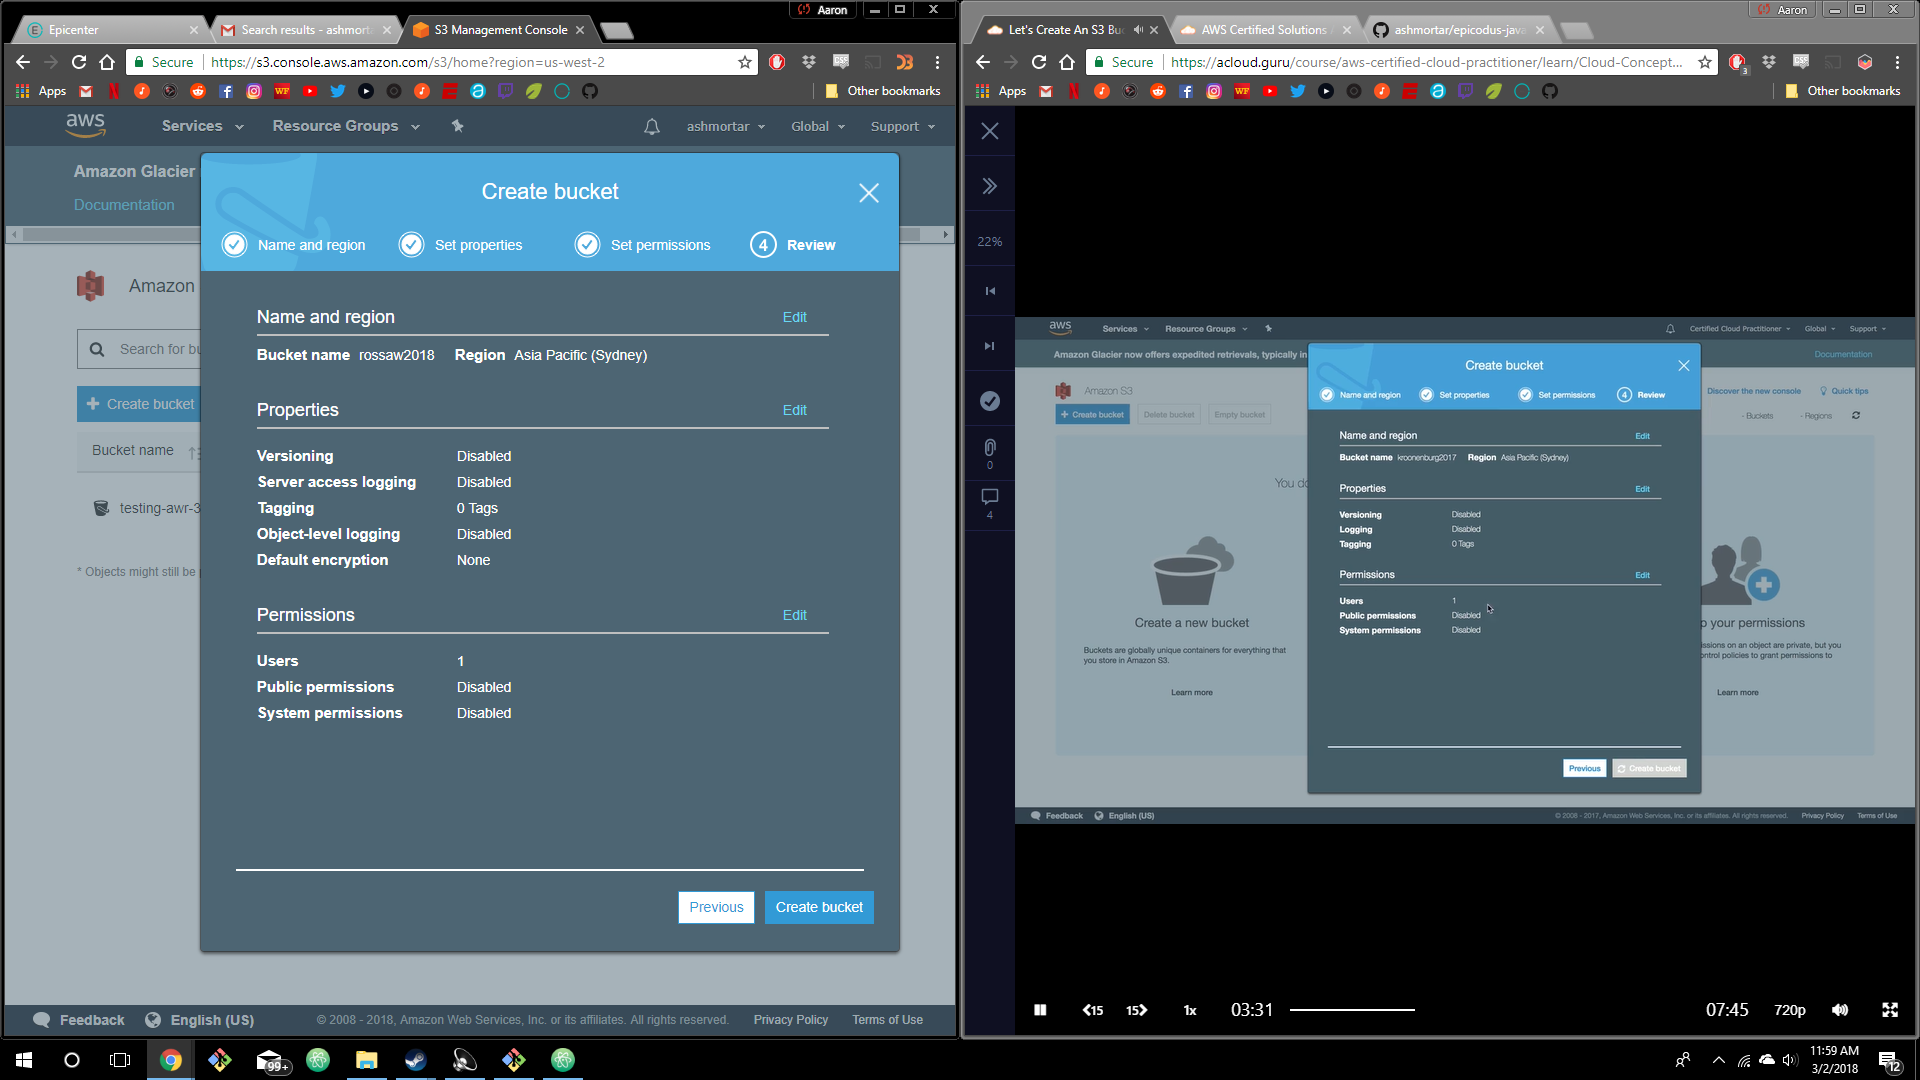 Aaron
Epicenter
Search results - ashmort
S3 Management Console
Secure
https://s3.console.aws.amazon.com/s3/home?region=us-west-2
Apps
Other bookmarks
aws
Services
Resource Groups
ashmortar
Global
Support
Amazon Glacier
Documentation
Create bucket
Name and region
Set properties
Set permissions
4
Review
Amazon
Search for bu
Create bucket
Bucket name
testing-awr-3
* Objects might still be
Name and region
Edit
Bucket name rossaw2018 Region Asia Pacific (Sydney)
Properties
Edit
Versioning Disabled
Server access logging Disabled
Tagging 0 Tags
Object-level logging Disabled
Default encryption None
Permissions
Edit
Users 1
Public permissions Disabled
System permissions Disabled
Previous
Create bucket
Feedback
English (US)
© 2008 - 2018, Amazon Web Services, Inc. or its affiliates. All rights reserved.
Privacy Policy
Terms of Use
Aaron
Let's Create An S3 Bu
AWS Certified Solutions
ashmortar/epicodus-java
Secure
https://acloud.guru/course/aws-certified-cloud-practitioner/learn/Cloud-Concept...
3
Apps
Other bookmarks
22%
0
4
aws
Services
Resource Groups
Certified Cloud Practitioner
Global
Support
Amazon Glacier now offers expedited retrievals, typically in
Documentation
Amazon S3
Discover the new console
Quick tips
Create bucket
Delete bucket
Empty bucket
- Buckets
- Regions
Create bucket
Name and region
Set properties
Set permissions
4
Review
Name and region
Edit
Bucket name kroonenburg2017 Region Asia Pacific (Sydney)
Properties
Edit
Versioning Disabled
Logging Disabled
Tagging 0 Tags
Permissions
Edit
Users 1
Public permissions Disabled
System permissions Disabled
Previous
Create bucket
You do
Create a new bucket
Buckets are globally unique containers for everything that
you store in Amazon S3.
Learn more
p your permissions
ssions on an object are private, but you
ontrol policies to grant permissions to
Learn more
Feedback
English (US)
© 2008 - 2017, Amazon Web Services, Inc. or its affiliates. All rights reserved.
Privacy Policy
Terms of Use
15
15
1x
03:31
07:45
720p
99+
11:59 AM
3/2/2018
12